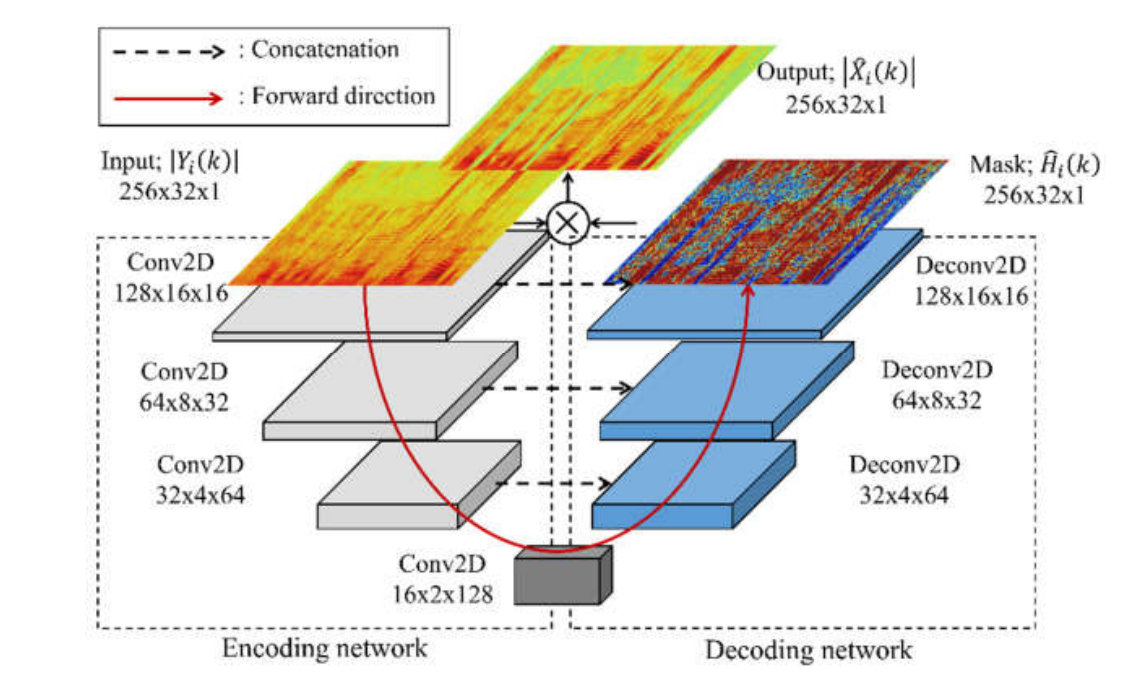 : Concatenation
: Forward direction
Output; |X̂ᵢ(k)|
256x32x1
Input; |Yᵢ(k)|
256x32x1
Mask; Ĥᵢ(k)
256x32x1
Conv2D
128x16x16
Deconv2D
128x16x16
Conv2D
64x8x32
Deconv2D
64x8x32
Conv2D
32x4x64
Deconv2D
32x4x64
Conv2D
16x2x128
Encoding network
Decoding network